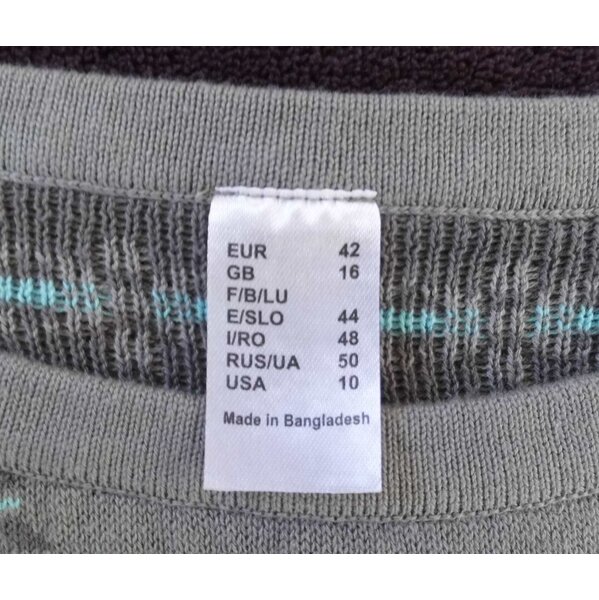 EUR 42
GB 16
F/B/LU
E/SLO 44
I/RO 48
RUS/UA 50
USA 10
Made in Bangladesh